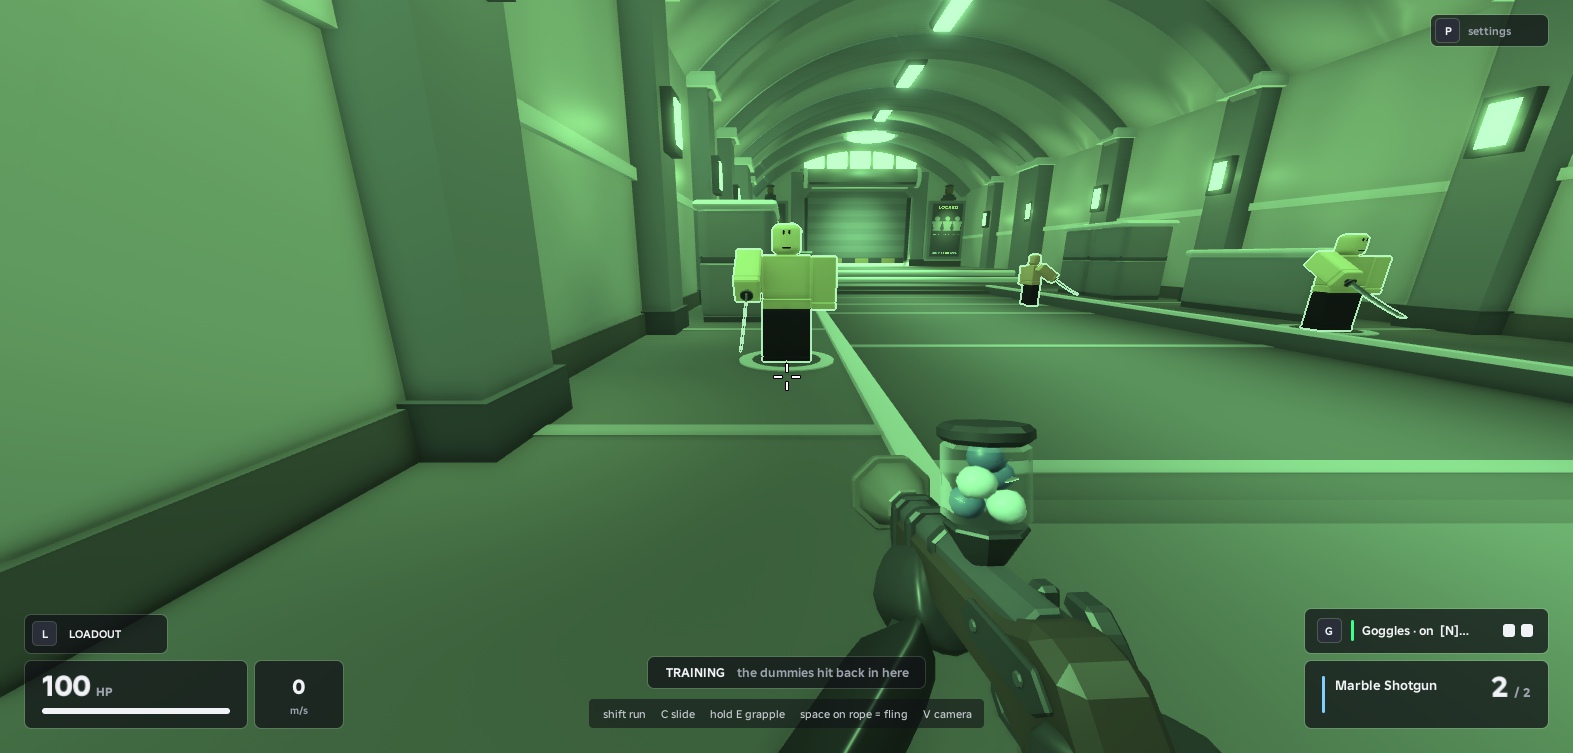 P settings
LOCKED
L LOADOUT
100 HP
0
m/s
TRAINING the dummies hit back in here
shift run C slide hold E grapple space on rope = fling V camera
G Goggles · on [N]...
Marble Shotgun 2 / 2